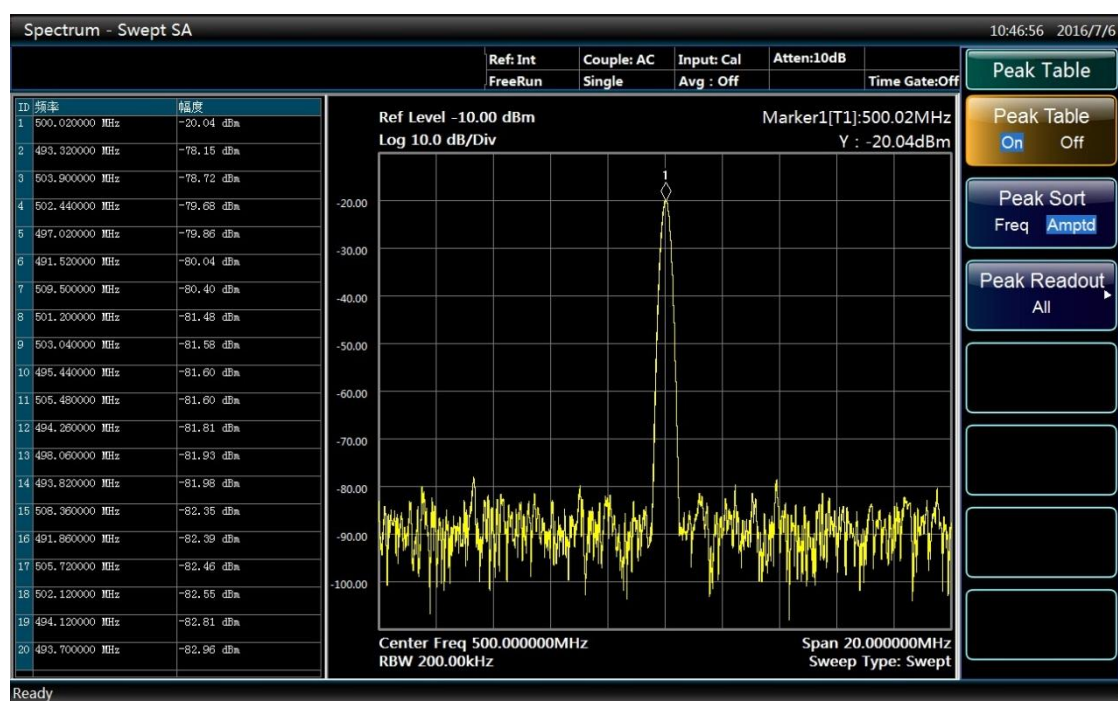 Spectrum - Swept SA
10:46:56 2016/7/6
Ref: Int Couple: AC Input: Cal Atten:10dB
FreeRun Single Avg : Off Time Gate:Off
Peak Table
ID 频率 幅度
1 500.020000 MHz -20.04 dBm
2 493.320000 MHz -78.15 dBm
3 503.900000 MHz -78.72 dBm
4 502.440000 MHz -79.68 dBm
5 497.020000 MHz -79.86 dBm
6 491.520000 MHz -80.04 dBm
7 509.500000 MHz -80.40 dBm
8 501.200000 MHz -81.48 dBm
9 503.040000 MHz -81.58 dBm
10 495.440000 MHz -81.60 dBm
11 505.480000 MHz -81.60 dBm
12 494.260000 MHz -81.81 dBm
13 498.060000 MHz -81.93 dBm
14 493.820000 MHz -81.98 dBm
15 508.360000 MHz -82.35 dBm
16 491.860000 MHz -82.39 dBm
17 505.720000 MHz -82.46 dBm
18 502.120000 MHz -82.55 dBm
19 494.120000 MHz -82.81 dBm
20 493.700000 MHz -82.96 dBm
Ref Level -10.00 dBm Marker1[T1]:500.02MHz
Log 10.0 dB/Div Y : -20.04dBm
1
-20.00
-30.00
-40.00
-50.00
-60.00
-70.00
-80.00
-90.00
-100.00
Center Freq 500.000000MHz Span 20.000000MHz
RBW 200.00kHz Sweep Type: Swept
Peak Table
On Off
Peak Sort
Freq Amptd
Peak Readout
All
Ready